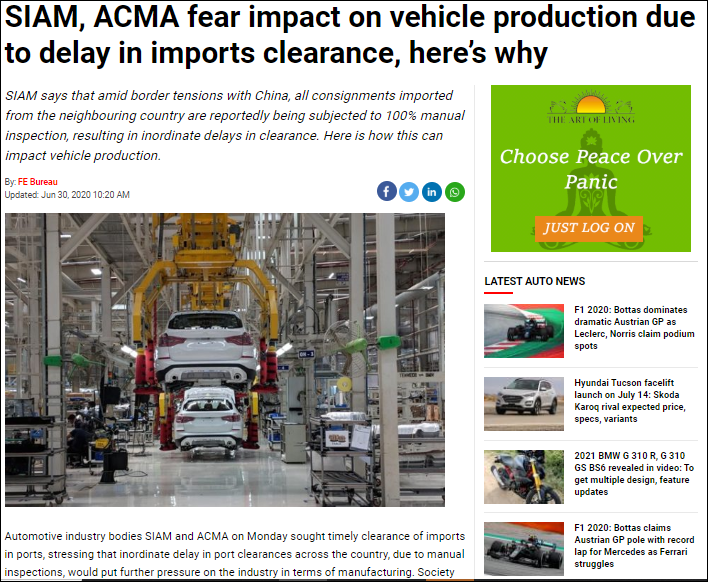 SIAM, ACMA fear impact on vehicle production due
to delay in imports clearance, here’s why
SIAM says that amid border tensions with China, all consignments imported
from the neighbouring country are reportedly being subjected to 100% manual
inspection, resulting in inordinate delays in clearance. Here is how this can
impact vehicle production.
By: FE Bureau
Updated: Jun 30, 2020 10:20 AM
Automotive industry bodies SIAM and ACMA on Monday sought timely clearance of imports
in ports, stressing that inordinate delay in port clearances across the country, due to manual
inspections, would put further pressure on the industry in terms of manufacturing. Society
THE ART OF LIVING
Choose Peace Over
Panic
JUST LOG ON
LATEST AUTO NEWS
F1 2020: Bottas dominates
dramatic Austrian GP as
Leclerc, Norris claim podium
spots
Hyundai Tucson facelift
launch on July 14: Skoda
Karoq rival expected price,
specs, variants
2021 BMW G 310 R, G 310
GS BS6 revealed in video: To
get multiple design, feature
updates
F1 2020: Bottas claims
Austrian GP pole with record
lap for Mercedes as Ferrari
struggles